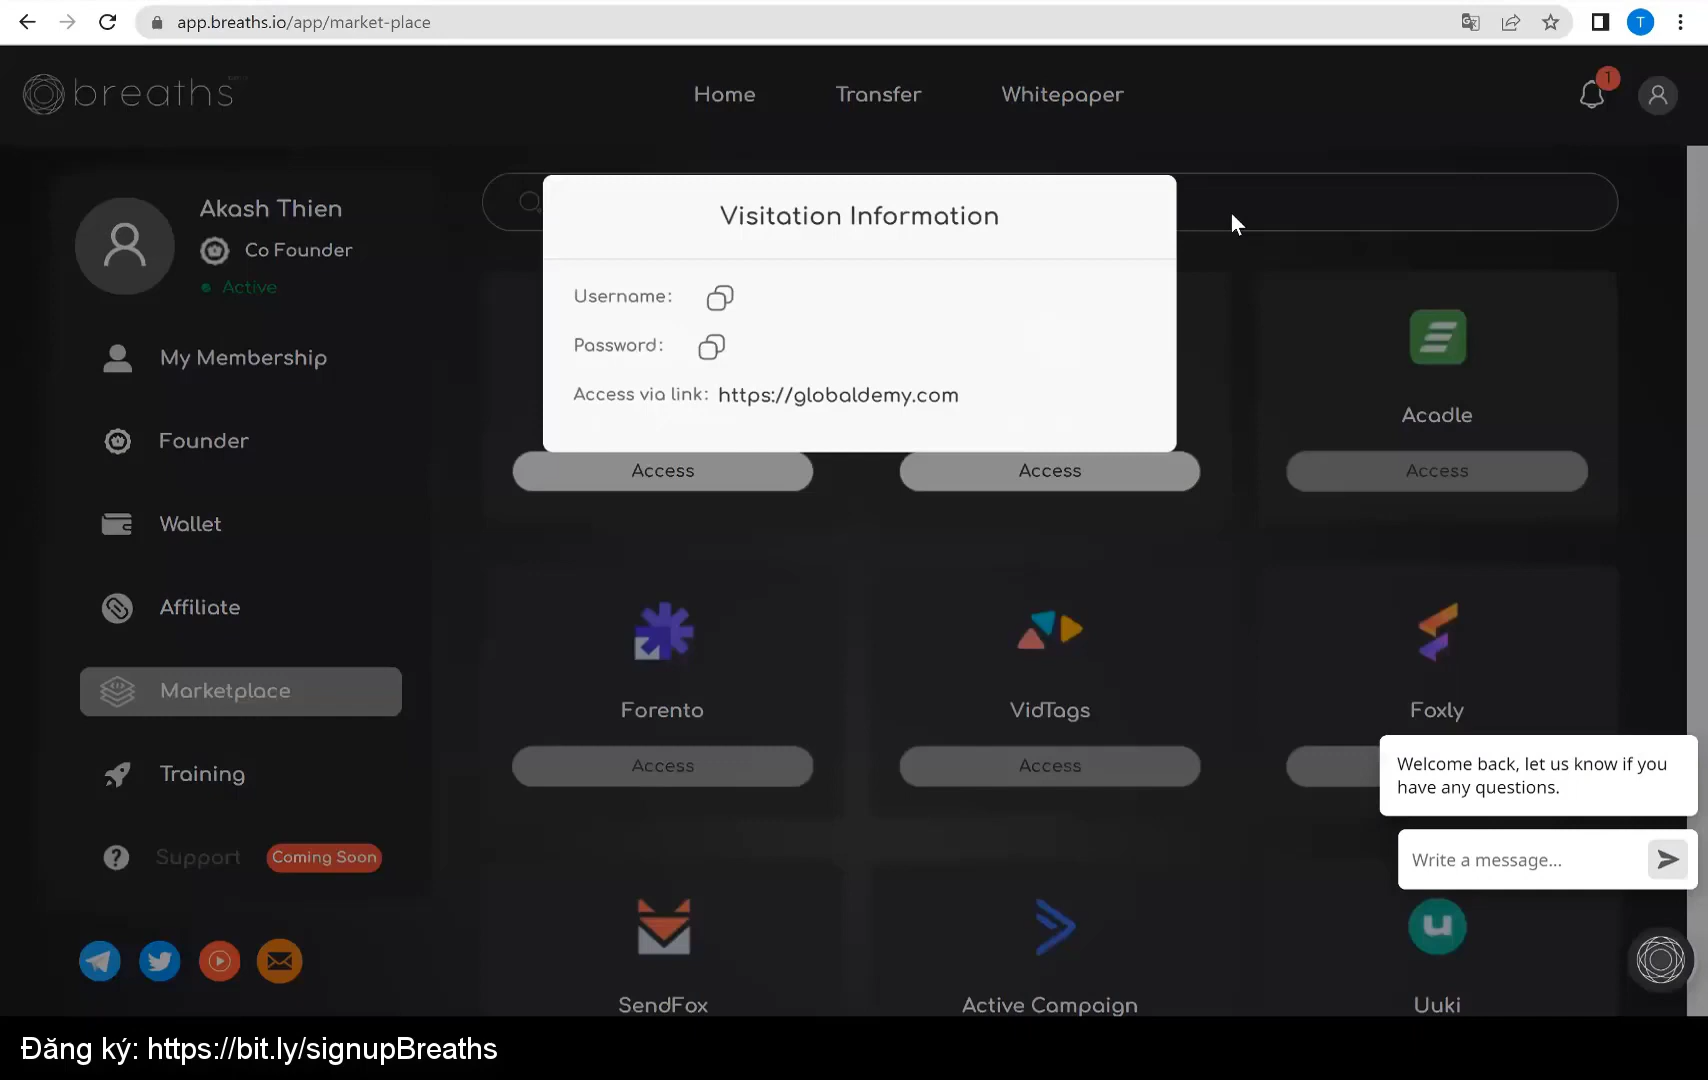 app.breaths.io/app/market-place
T
breaths
Home
Transfer
Whitepaper
1
Akash Thien
Co Founder
Active
My Membership
Founder
Wallet
Affiliate
Marketplace
Training
Support
Coming Soon
Visitation Information
Username:
Password:
Access via link: https://globaldemy.com
Access
Access
Acadle
Access
Forento
Access
VidTags
Access
Foxly
SendFox
Active Campaign
u
Uuki
Welcome back, let us know if you
have any questions.
Write a message...
Đăng ký: https://bit.ly/signupBreaths